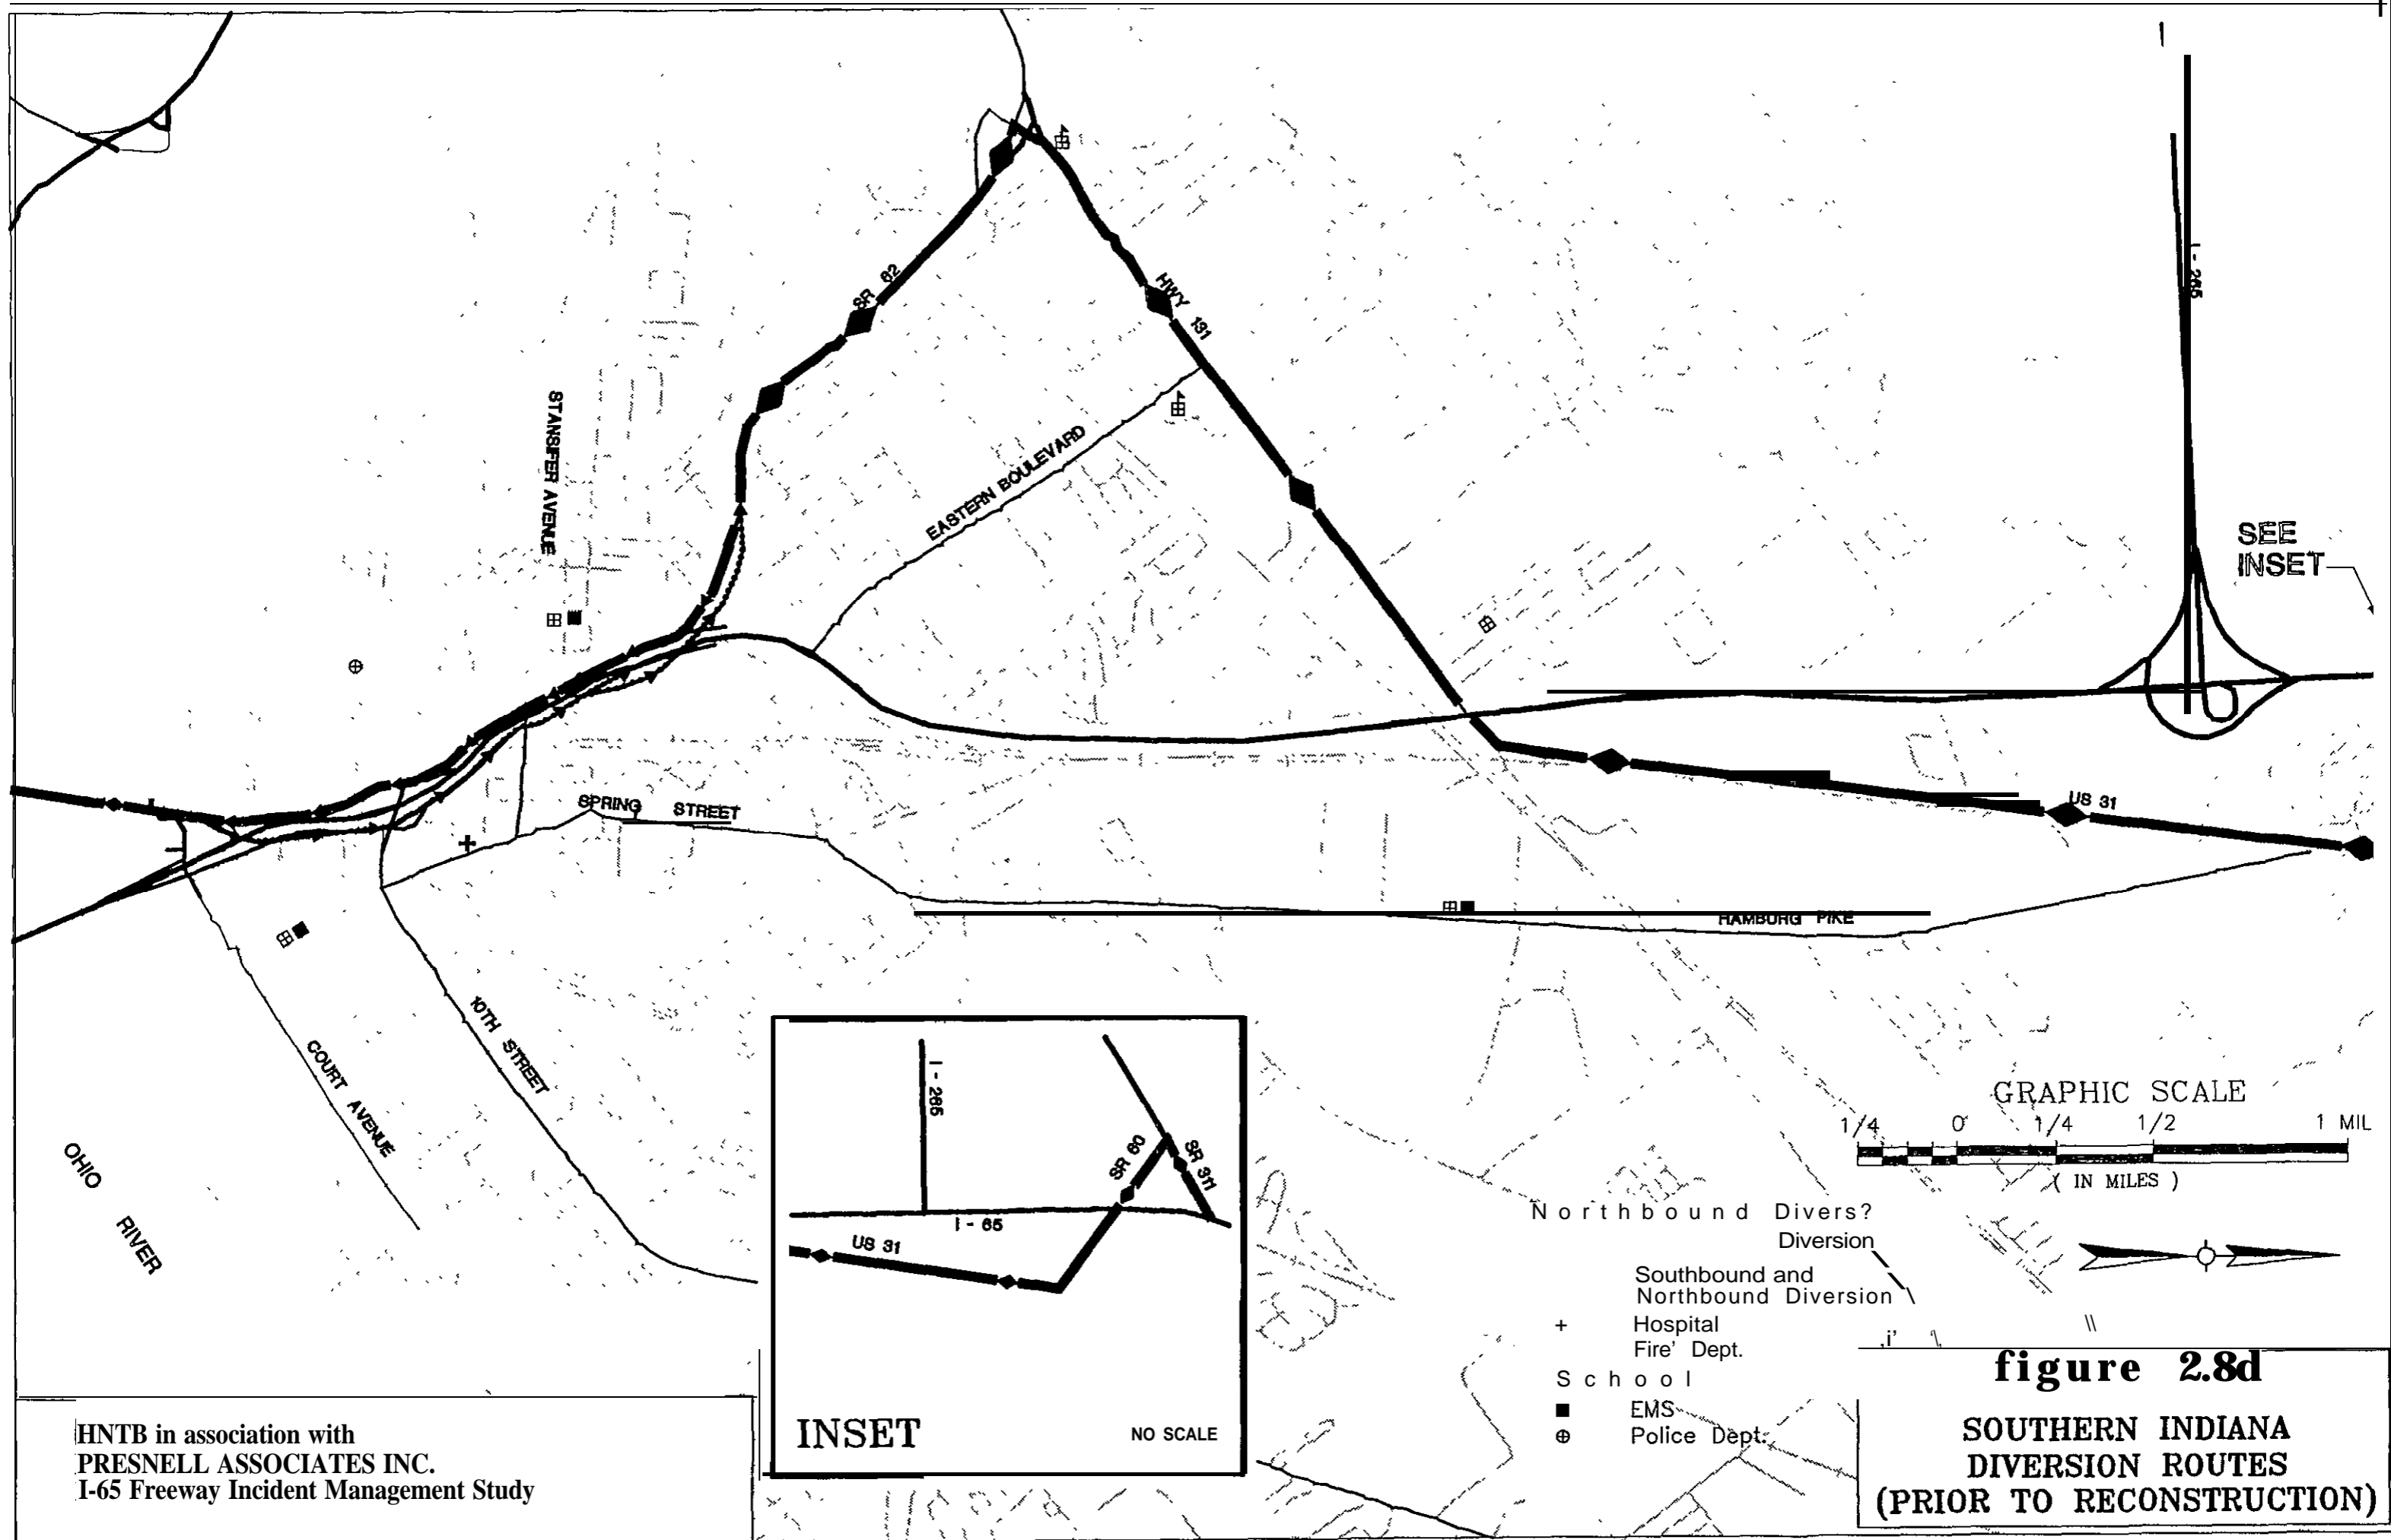 I - 265
SR 62
HWY 131
STANSIFER AVENUE
EASTERN BOULEVARD
SEE
INSET
SPRING STREET
US 31
HAMBURG PIKE
10TH STREET
COURT AVENUE
OHIO
RIVER
I - 265
SR 60
SR 311
I - 65
US 31
INSET
NO SCALE
GRAPHIC SCALE
1/4 0 1/4 1/2 1 MIL
( IN MILES )
Northbound Divers?
Diversion
Southbound and
Northbound Diversion
+ Hospital
Fire' Dept.
School
■ EMS
⊕ Police Dept.
figure 2.8d
SOUTHERN INDIANA
DIVERSION ROUTES
(PRIOR TO RECONSTRUCTION)
HNTB in association with
PRESNELL ASSOCIATES INC.
I-65 Freeway Incident Management Study